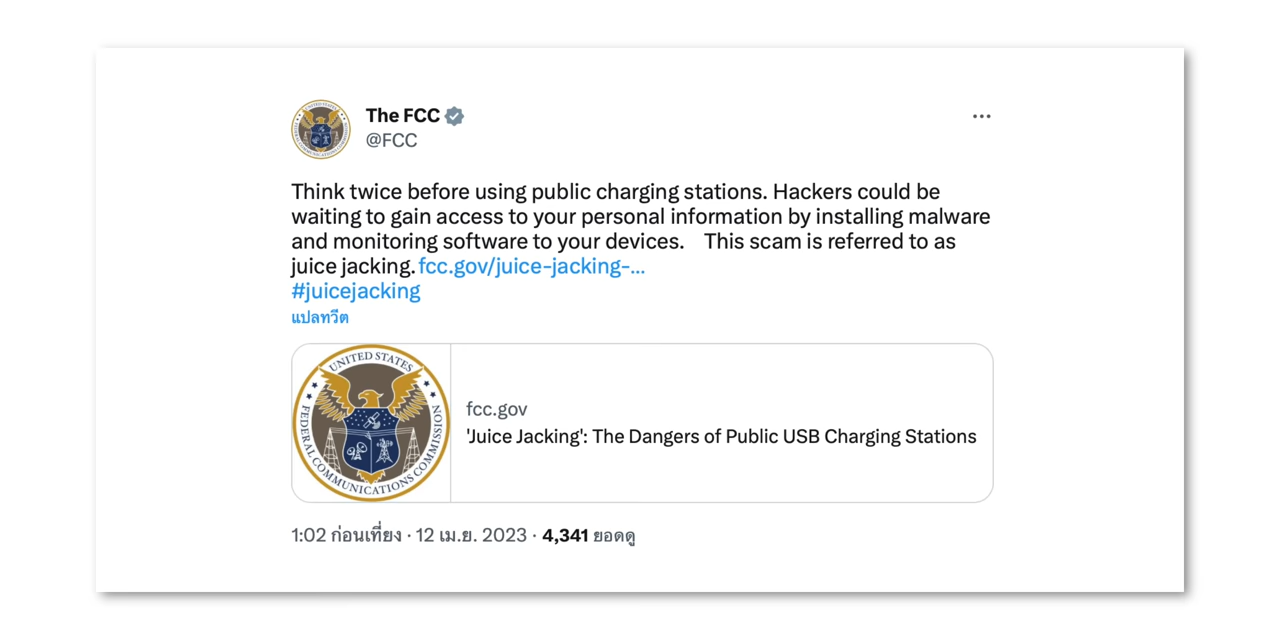 The FCC
@FCC
Think twice before using public charging stations. Hackers could be
waiting to gain access to your personal information by installing malware
and monitoring software to your devices. This scam is referred to as
juice jacking. fcc.gov/juice-jacking-...
#juicejacking
แปลทวีต
UNITED STATES
FEDERAL COMMUNICATIONS COMMISSION
fcc.gov
'Juice Jacking': The Dangers of Public USB Charging Stations
1:02 ก่อนเที่ยง · 12 เม.ย. 2023 · 4,341 ยอดดู